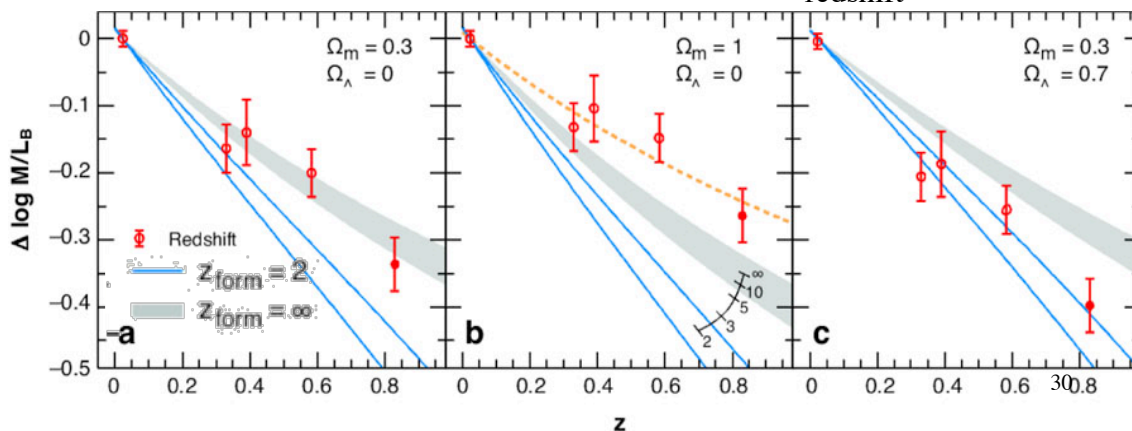 redshift
Δ log M/L_B
0
−0.1
−0.2
−0.3
−0.4
−0.5
Ω_m = 0.3
Ω_Λ = 0
Redshift
z_form = 2
z_form = ∞
a
0 0.2 0.4 0.6 0.8
Ω_m = 1
Ω_Λ = 0
∞
10
5
3
2
b
0 0.2 0.4 0.6 0.8
Ω_m = 0.3
Ω_Λ = 0.7
c
30
0 0.2 0.4 0.6 0.8
z